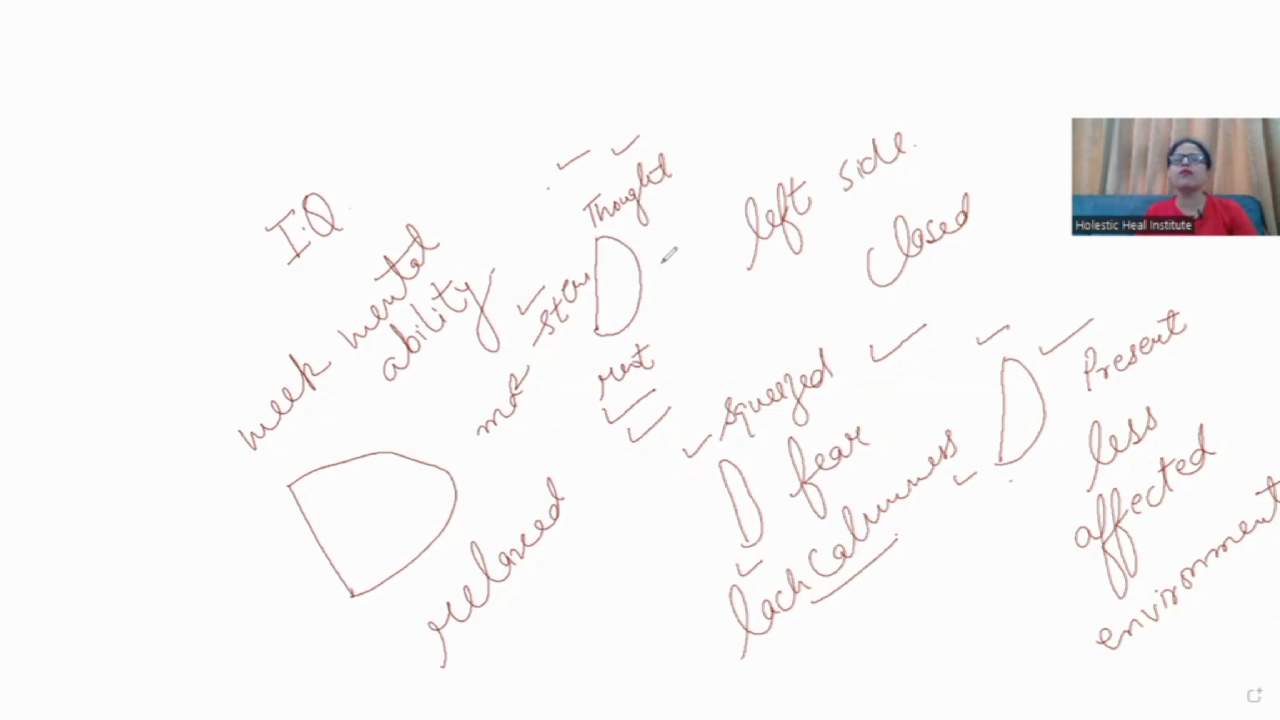 I.Q
week mental
ability
Thought
D
left side.
closed
D
relaxed
squeezed
D fear
lack calmness
D
Present
less
affected
environment
Holestic Heal Institute